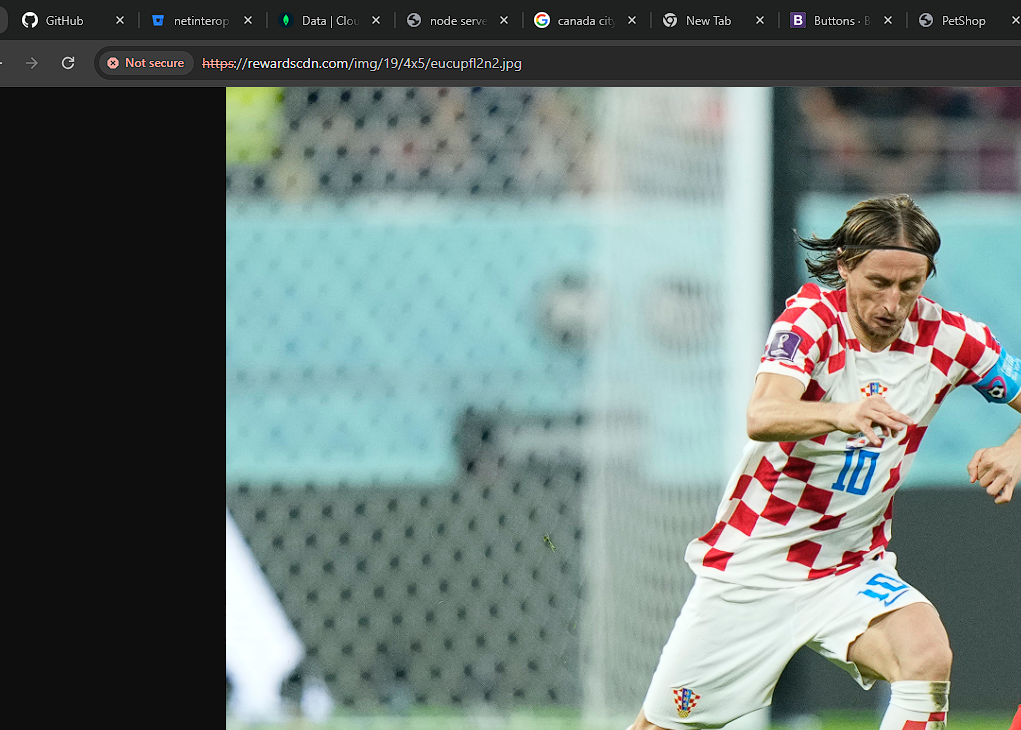 GitHub
netinterop
Data | Clou
node serve
canada city
New Tab
B Buttons · B
PetShop
Not secure
https://rewardscdn.com/img/19/4x5/eucupfl2n2.jpg
10
10